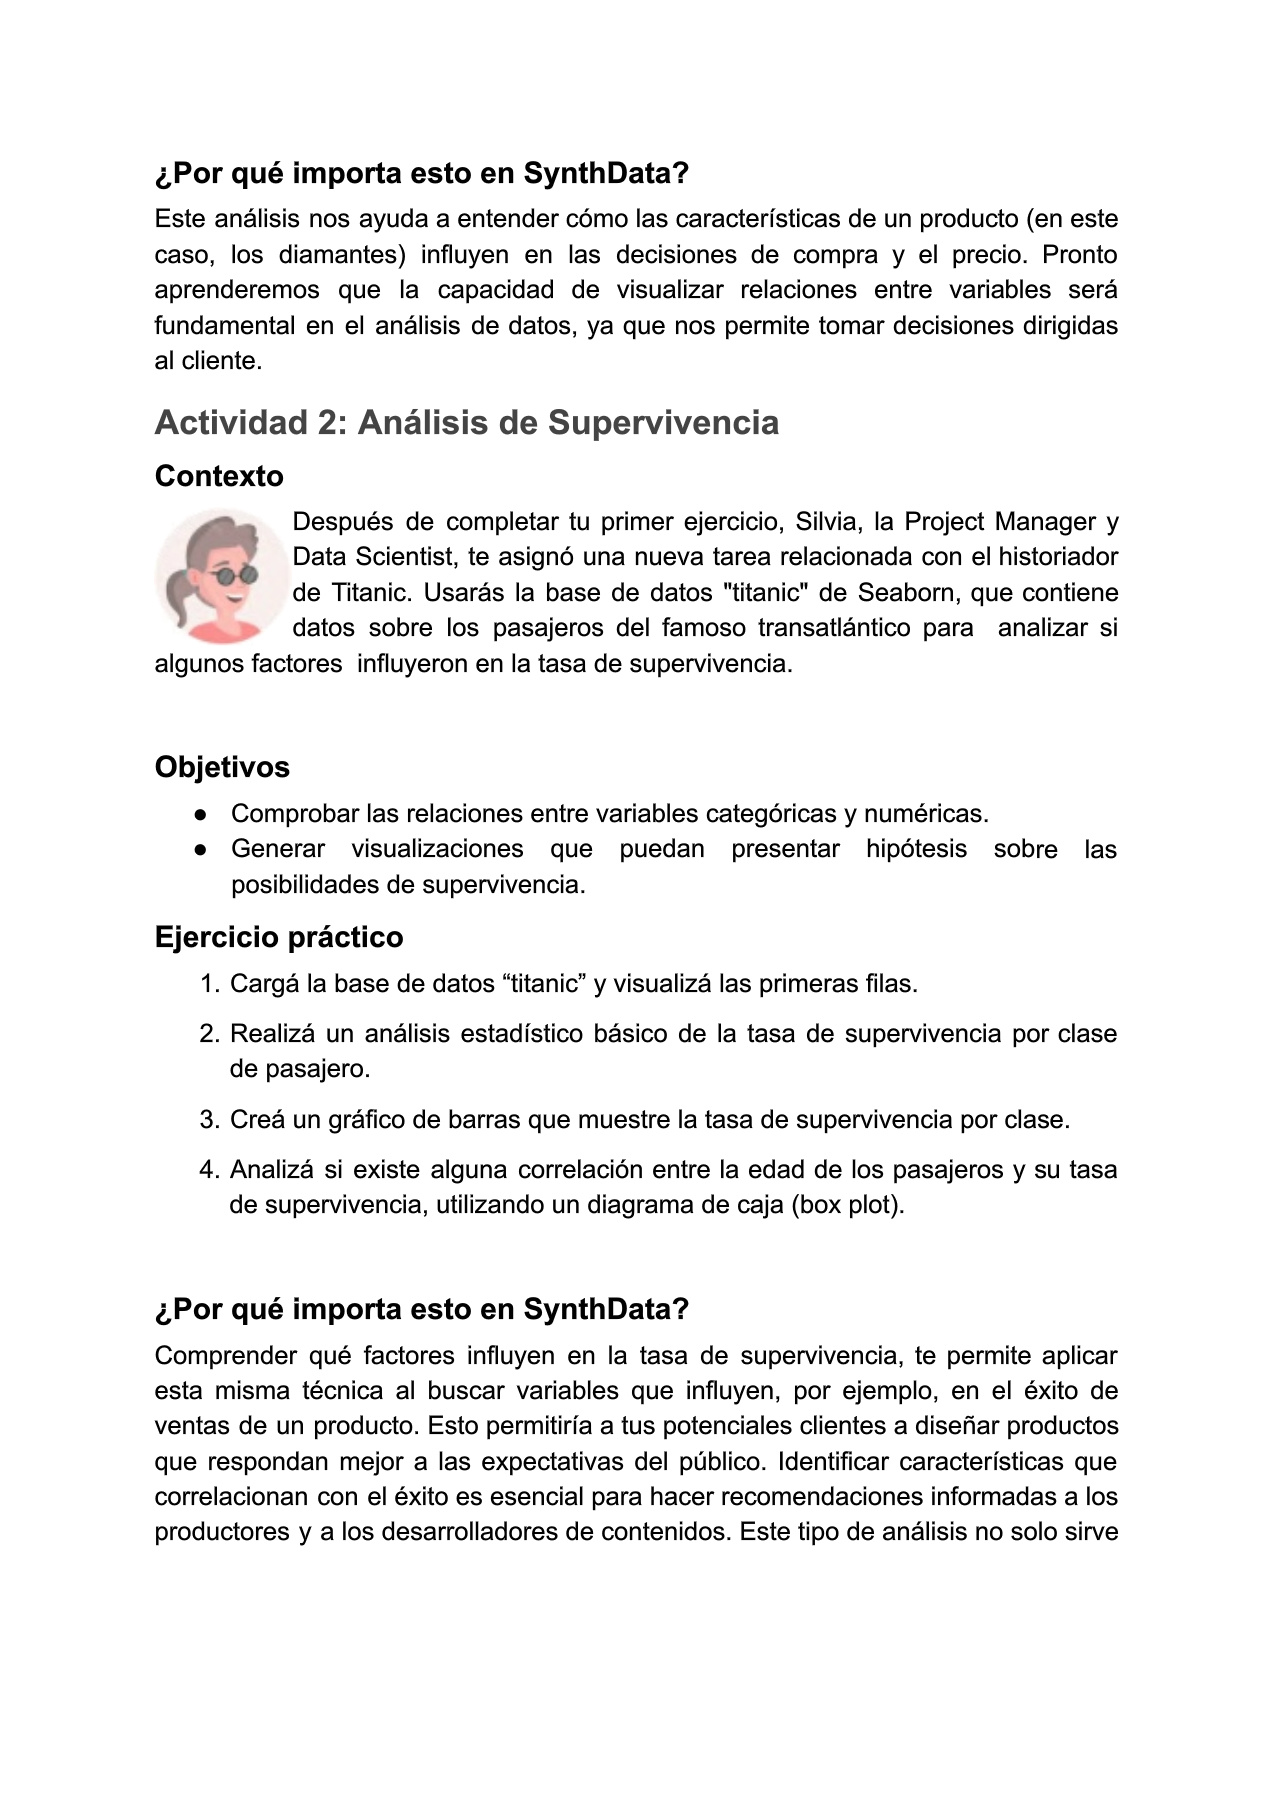 ¿Por qué importa esto en SynthData?
Este análisis nos ayuda a entender cómo las características de un producto (en este
caso, los diamantes) influyen en las decisiones de compra y el precio. Pronto
aprenderemos que la capacidad de visualizar relaciones entre variables será
fundamental en el análisis de datos, ya que nos permite tomar decisiones dirigidas
al cliente.
Actividad 2: Análisis de Supervivencia
Contexto
Después de completar tu primer ejercicio, Silvia, la Project Manager y
Data Scientist, te asignó una nueva tarea relacionada con el historiador
de Titanic. Usarás la base de datos "titanic" de Seaborn, que contiene
datos sobre los pasajeros del famoso transatlántico para  analizar si
algunos factores  influyeron en la tasa de supervivencia.
Objetivos
● Comprobar las relaciones entre variables categóricas y numéricas.
● Generar visualizaciones que puedan presentar hipótesis sobre las
posibilidades de supervivencia.
Ejercicio práctico
1. Cargá la base de datos “titanic” y visualizá las primeras filas.
2. Realizá un análisis estadístico básico de la tasa de supervivencia por clase
de pasajero.
3. Creá un gráfico de barras que muestre la tasa de supervivencia por clase.
4. Analizá si existe alguna correlación entre la edad de los pasajeros y su tasa
de supervivencia, utilizando un diagrama de caja (box plot).
¿Por qué importa esto en SynthData?
Comprender qué factores influyen en la tasa de supervivencia, te permite aplicar
esta misma técnica al buscar variables que influyen, por ejemplo, en el éxito de
ventas de un producto. Esto permitiría a tus potenciales clientes a diseñar productos
que respondan mejor a las expectativas del público. Identificar características que
correlacionan con el éxito es esencial para hacer recomendaciones informadas a los
productores y a los desarrolladores de contenidos. Este tipo de análisis no solo sirve